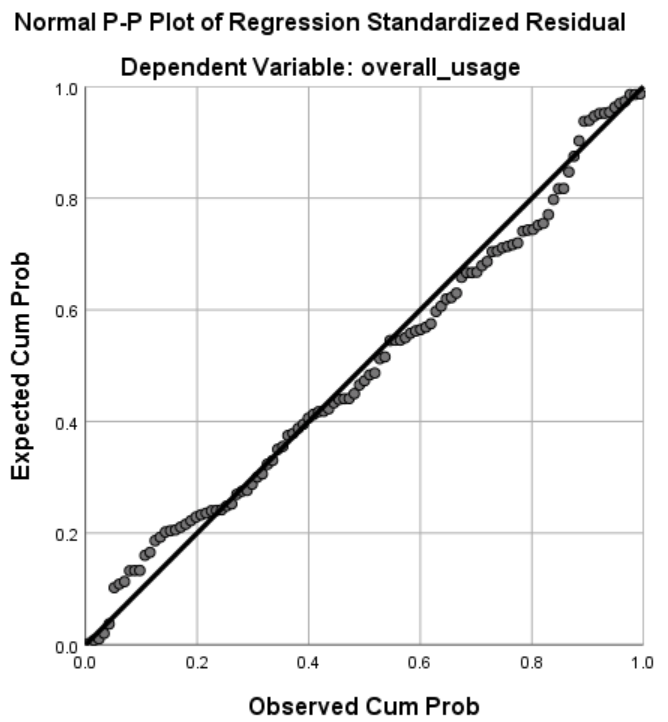 Normal P-P Plot of Regression Standardized Residual
Dependent Variable: overall_usage
1.0
0.8
0.6
0.4
0.2
0.0
Expected Cum Prob
0.0 0.2 0.4 0.6 0.8 1.0
Observed Cum Prob